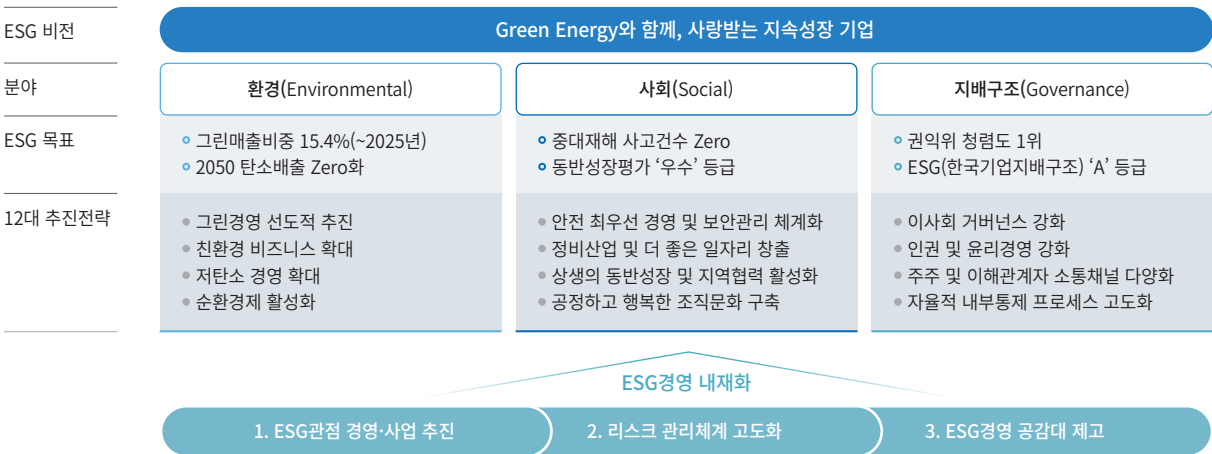 ESG 비전
Green Energy와 함께, 사랑받는 지속성장 기업
분야
환경(Environmental)
사회(Social)
지배구조(Governance)
ESG 목표
그린매출비중 15.4%(~2025년)
2050 탄소배출 Zero화
중대재해 사고건수 Zero
동반성장평가 ‘우수’ 등급
권익위 청렴도 1위
ESG(한국기업지배구조) ‘A’ 등급
12대 추진전략
그린경영 선도적 추진
친환경 비즈니스 확대
저탄소 경영 확대
순환경제 활성화
안전 최우선 경영 및 보안관리 체계화
정비산업 및 더 좋은 일자리 창출
상생의 동반성장 및 지역협력 활성화
공정하고 행복한 조직문화 구축
이사회 거버넌스 강화
인권 및 윤리경영 강화
주주 및 이해관계자 소통채널 다양화
자율적 내부통제 프로세스 고도화
ESG경영 내재화
1. ESG관점 경영·사업 추진
2. 리스크 관리체계 고도화
3. ESG경영 공감대 제고